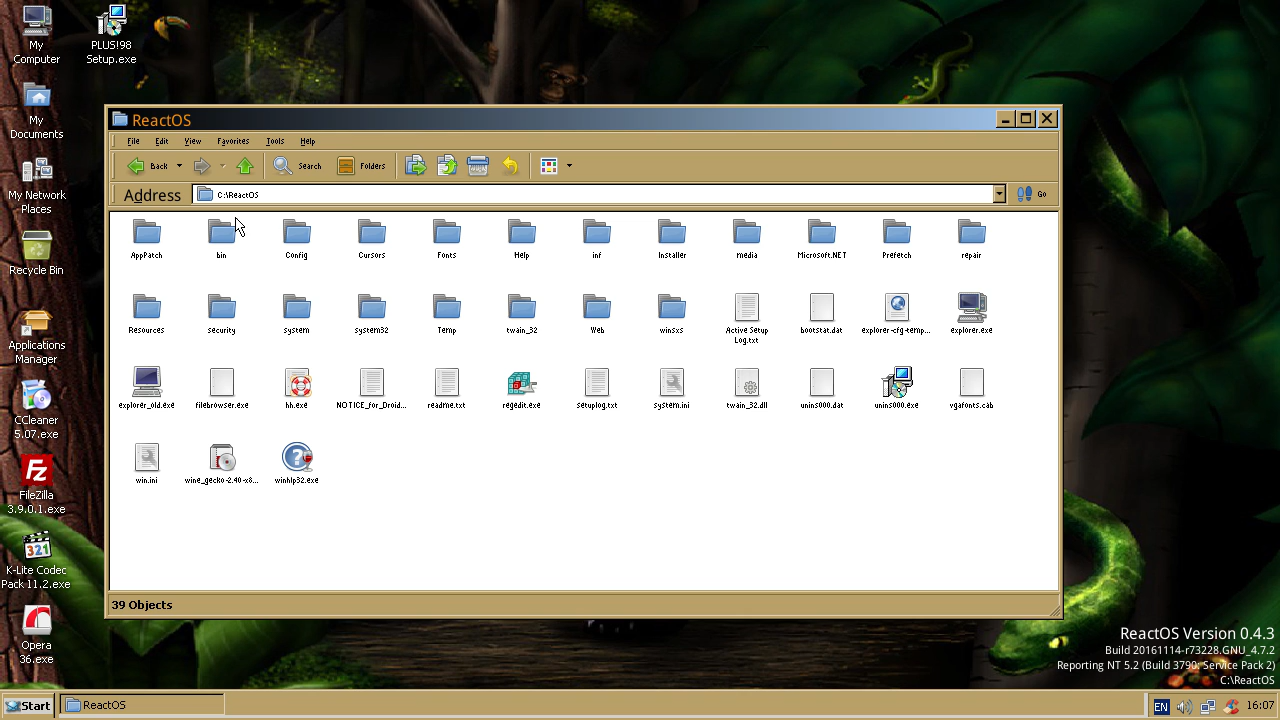 My
Computer
PLUS!98
Setup.exe
My
Documents
My Network
Places
Recycle Bin
Applications
Manager
CCleaner
5.07.exe
FileZilla
3.9.0.1.exe
K-Lite Codec
Pack 11.2.exe
Opera
36.exe
ReactOS
File Edit View Favorites Tools Help
Back Search Folders
Address C:\ReactOS Go
AppPatch bin Config Cursors Fonts Help inf Installer media Microsoft.NET Prefetch repair
Resources security system system32 Temp twain_32 Web winsxs Active Setup bootstat.dat explorer-cfg-temp... explorer.exe
Log.txt
explorer_old.exe filebrowser.exe hh.exe NOTICE_for_Droid... readme.txt regedit.exe setuplog.txt system.ini twain_32.dll unins000.dat unins000.exe vgafonts.cab
win.ini wine_gecko-2.40-x8... winhlp32.exe
39 Objects
ReactOS Version 0.4.3
Build 20161114-r73228.GNU_4.7.2
Reporting NT 5.2 (Build 3790: Service Pack 2)
C:\ReactOS
Start ReactOS EN 16:07